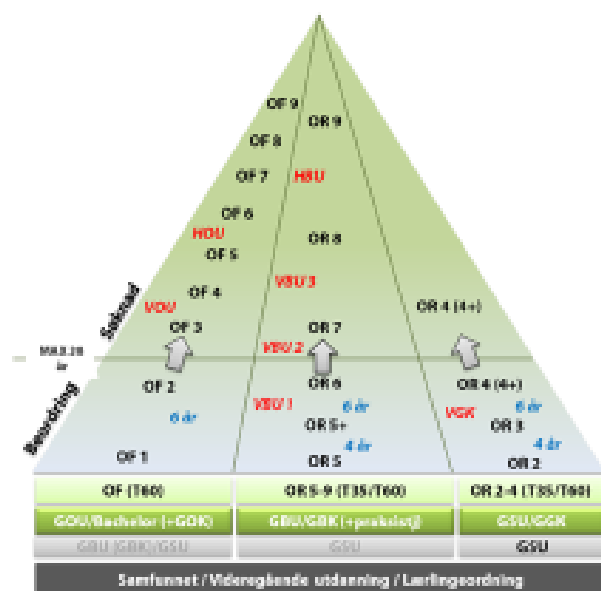 OF 9
OR 9
OF 8
OF 7
HBU
OF 6
HOU
OR 8
OF 5
VBU 3
OF 4
Søknad
VOU
OR 4 (4+)
OF 3
OR 7
VBU 2
år
OF 2
OR 6
OR 4 (4+)
VBU 1
6 år
6 år
6 år
VGK
Beordring
OR 5+
OR 3
4 år
4 år
OF 1
OR 5
OR 2
OF (T60)
OR 5-9 (T35/T60)
OR 2-4 (T35/T60)
GOU/Bachelor (+GOK)
GBU/GBK (+praksistj)
GSU/GGK
GBU (GBK)/GSU
GSU
GSU
Samfunnet / Videregående utdanning / Lærlingeordning